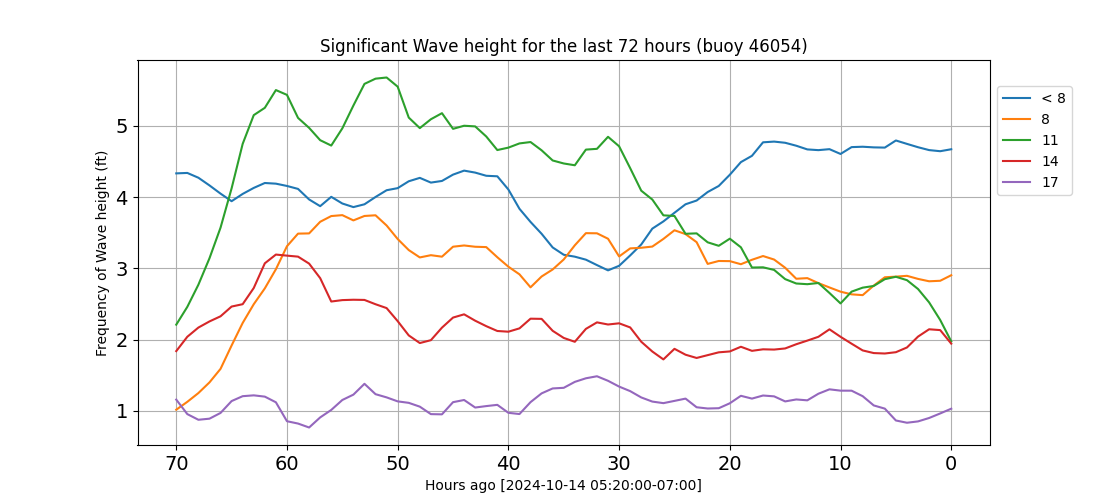 Significant Wave height for the last 72 hours (buoy 46054)
Frequency of Wave height (ft)
5
4
3
2
1
70 60 50 40 30 20 10 0
Hours ago [2024-10-14 05:20:00-07:00]
< 8
8
11
14
17